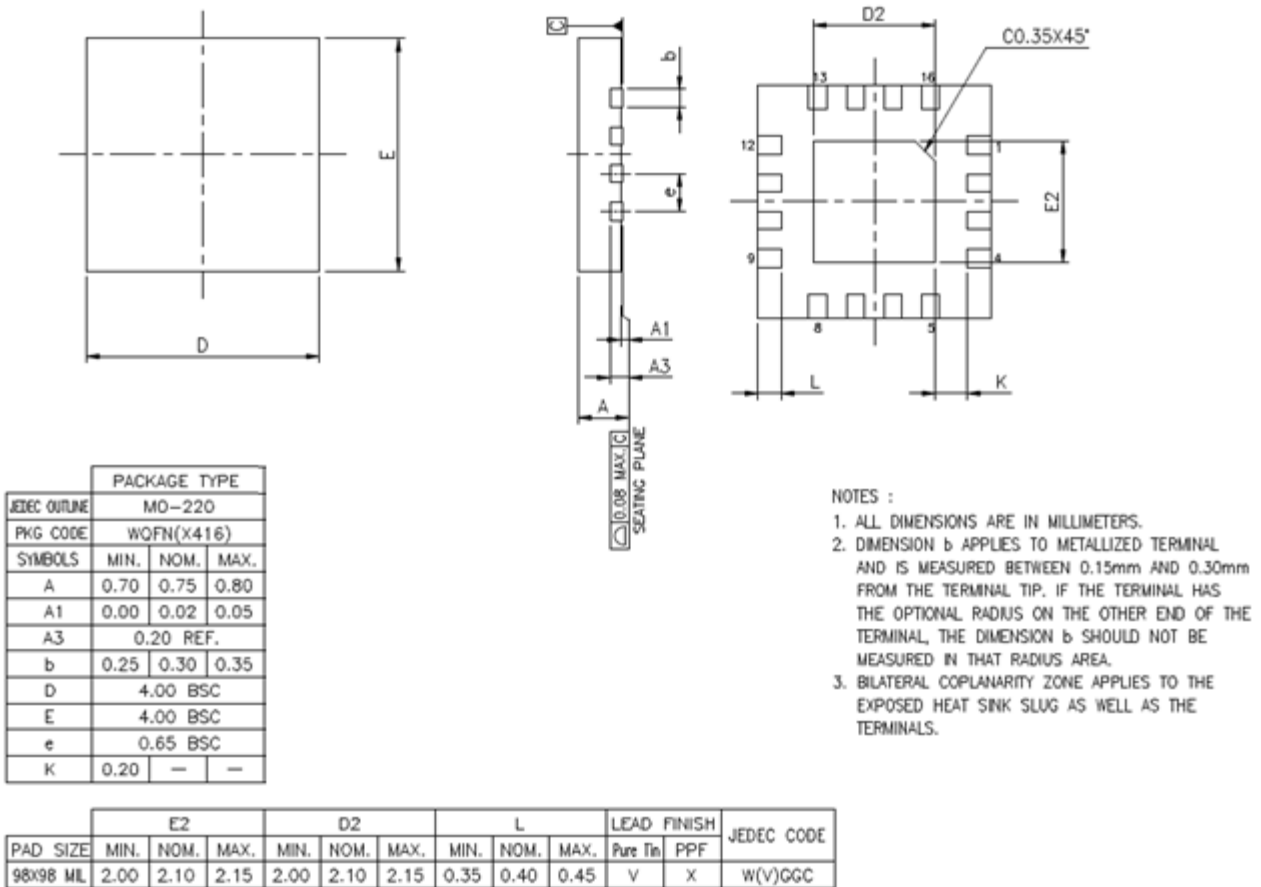 C
D2
C0.35X45°
b
13
16
12
1
E
e
E2
9
4
8
5
D
A1
A3
L
K
A
0.08 MAX. C
SEATING PLANE
PACKAGE TYPE
JEDEC OUTLINE MO-220
PKG CODE WQFN(X416)
SYMBOLS MIN. NOM. MAX.
A 0.70 0.75 0.80
A1 0.00 0.02 0.05
A3 0.20 REF.
b 0.25 0.30 0.35
D 4.00 BSC
E 4.00 BSC
e 0.65 BSC
K 0.20 — —
NOTES :
1. ALL DIMENSIONS ARE IN MILLIMETERS.
2. DIMENSION b APPLIES TO METALLIZED TERMINAL
AND IS MEASURED BETWEEN 0.15mm AND 0.30mm
FROM THE TERMINAL TIP. IF THE TERMINAL HAS
THE OPTIONAL RADIUS ON THE OTHER END OF THE
TERMINAL, THE DIMENSION b SHOULD NOT BE
MEASURED IN THAT RADIUS AREA.
3. BILATERAL COPLANARITY ZONE APPLIES TO THE
EXPOSED HEAT SINK SLUG AS WELL AS THE
TERMINALS.
E2 D2 L LEAD FINISH JEDEC CODE
PAD SIZE MIN. NOM. MAX. MIN. NOM. MAX. MIN. NOM. MAX. Pure Tin PPF
98X98 MIL 2.00 2.10 2.15 2.00 2.10 2.15 0.35 0.40 0.45 V X W(V)GGC